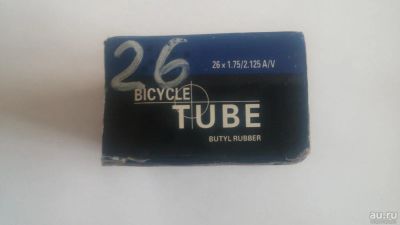 26
26 x 1.75/2.125 A/V
BICYCLE
TUBE
BUTYL RUBBER
au.ru